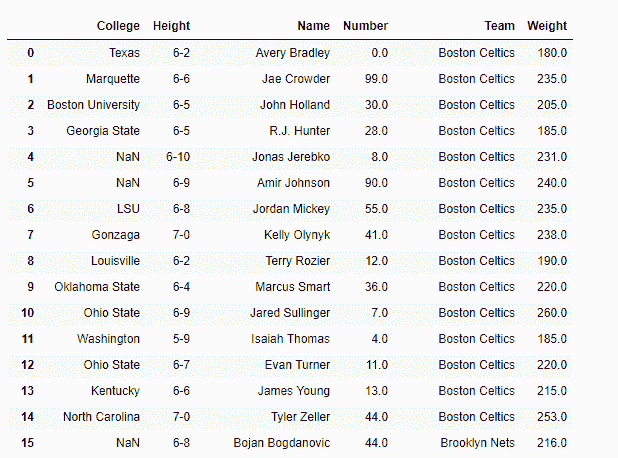 College Height Name Number Team Weight
0 Texas 6-2 Avery Bradley 0.0 Boston Celtics 180.0
1 Marquette 6-6 Jae Crowder 99.0 Boston Celtics 235.0
2 Boston University 6-5 John Holland 30.0 Boston Celtics 205.0
3 Georgia State 6-5 R.J. Hunter 28.0 Boston Celtics 185.0
4 NaN 6-10 Jonas Jerebko 8.0 Boston Celtics 231.0
5 NaN 6-9 Amir Johnson 90.0 Boston Celtics 240.0
6 LSU 6-8 Jordan Mickey 55.0 Boston Celtics 235.0
7 Gonzaga 7-0 Kelly Olynyk 41.0 Boston Celtics 238.0
8 Louisville 6-2 Terry Rozier 12.0 Boston Celtics 190.0
9 Oklahoma State 6-4 Marcus Smart 36.0 Boston Celtics 220.0
10 Ohio State 6-9 Jared Sullinger 7.0 Boston Celtics 260.0
11 Washington 5-9 Isaiah Thomas 4.0 Boston Celtics 185.0
12 Ohio State 6-7 Evan Turner 11.0 Boston Celtics 220.0
13 Kentucky 6-6 James Young 13.0 Boston Celtics 215.0
14 North Carolina 7-0 Tyler Zeller 44.0 Boston Celtics 253.0
15 NaN 6-8 Bojan Bogdanovic 44.0 Brooklyn Nets 216.0